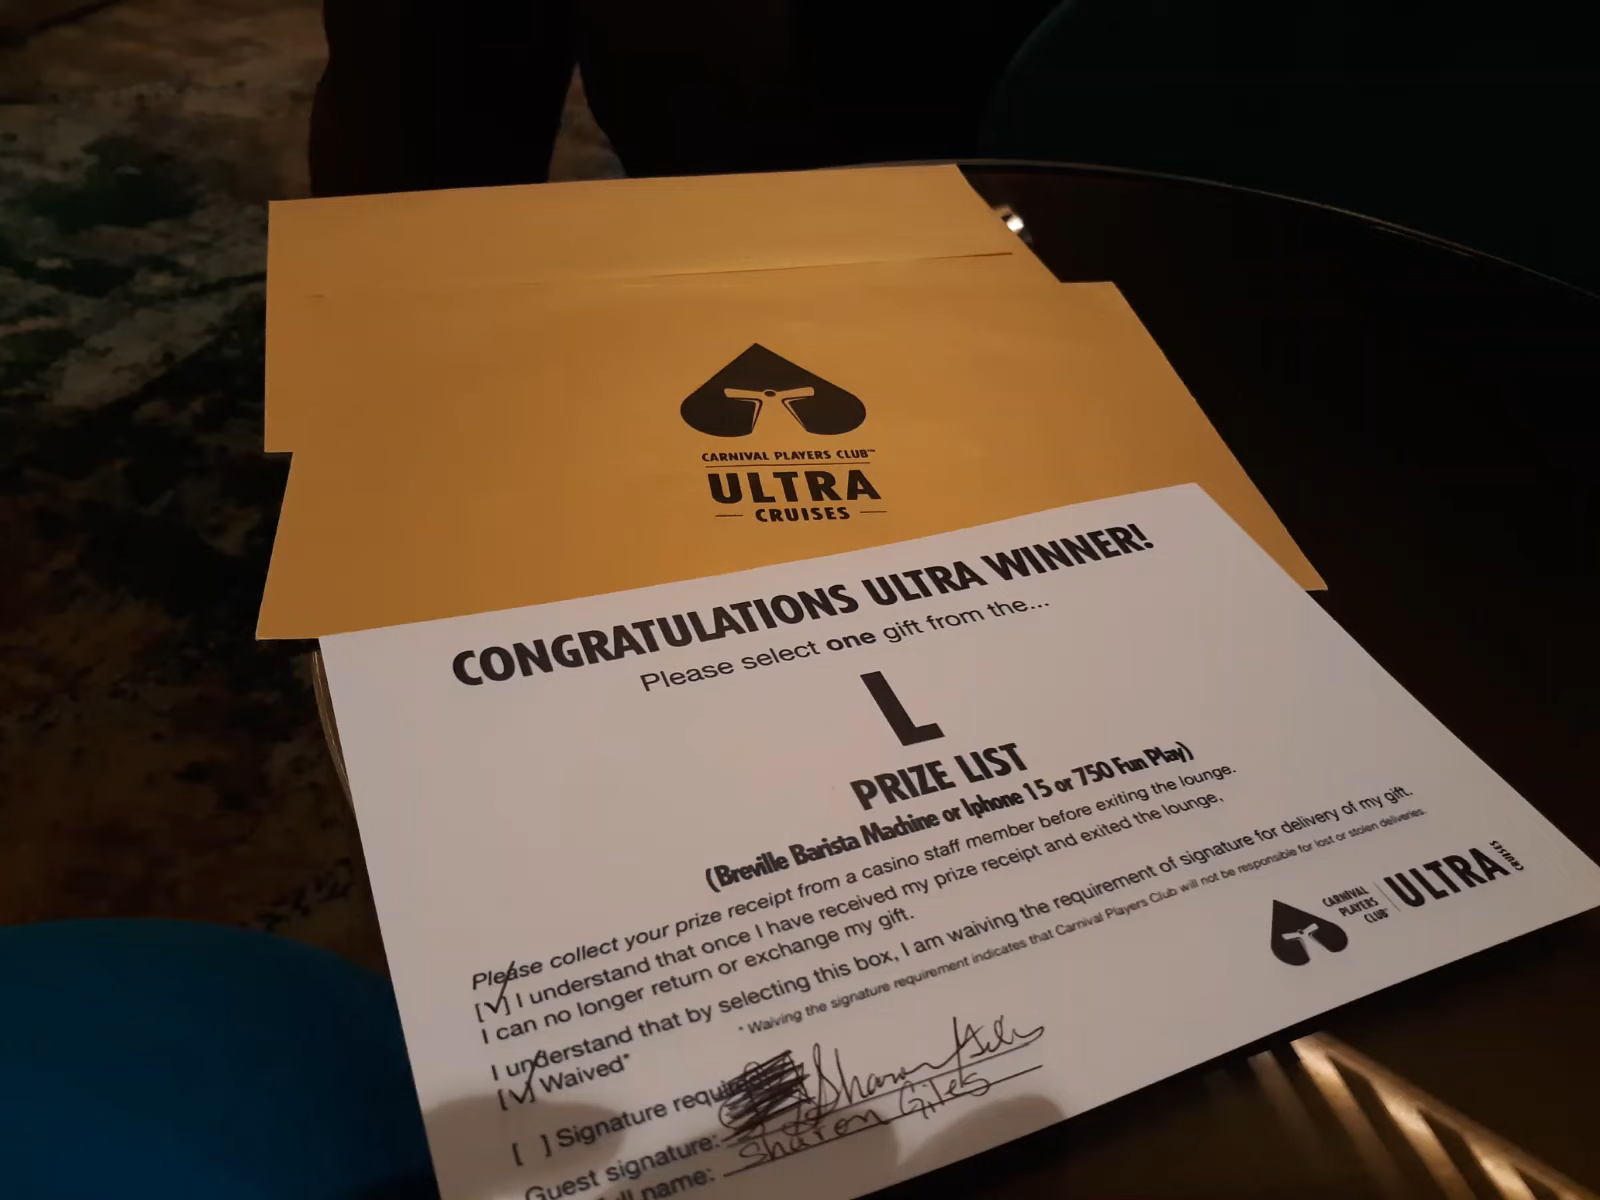 CARNIVAL PLAYERS CLUB™
ULTRA
CRUISES
CONGRATULATIONS ULTRA WINNER!
Please select one gift from the...
L
PRIZE LIST
(Breville Barista Machine or Iphone 15 or 750 Fun Play)
Please collect your prize receipt from a casino staff member before exiting the lounge.
[✓] I understand that once I have received my prize receipt and exited the lounge,
I can no longer return or exchange my gift.
I understand that by selecting this box, I am waiving the requirement of signature for delivery of my gift.
[✓] Waived*
* Waiving the signature requirement indicates that Carnival Players Club will not be responsible for lost or stolen deliveries.
[ ] Signature required
Guest signature: Sharon Giles
name: Sharon Giles
CARNIVAL
PLAYERS
CLUB
ULTRA
CRUISES